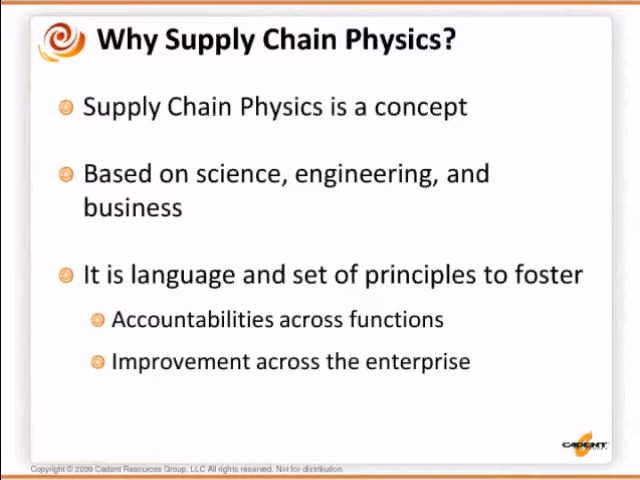 Why Supply Chain Physics?
Supply Chain Physics is a concept
Based on science, engineering, and
business
It is language and set of principles to foster
Accountabilities across functions
Improvement across the enterprise
CADENT
Copyright © 2009 Cadent Resources Group, LLC All rights reserved. Not for distribution